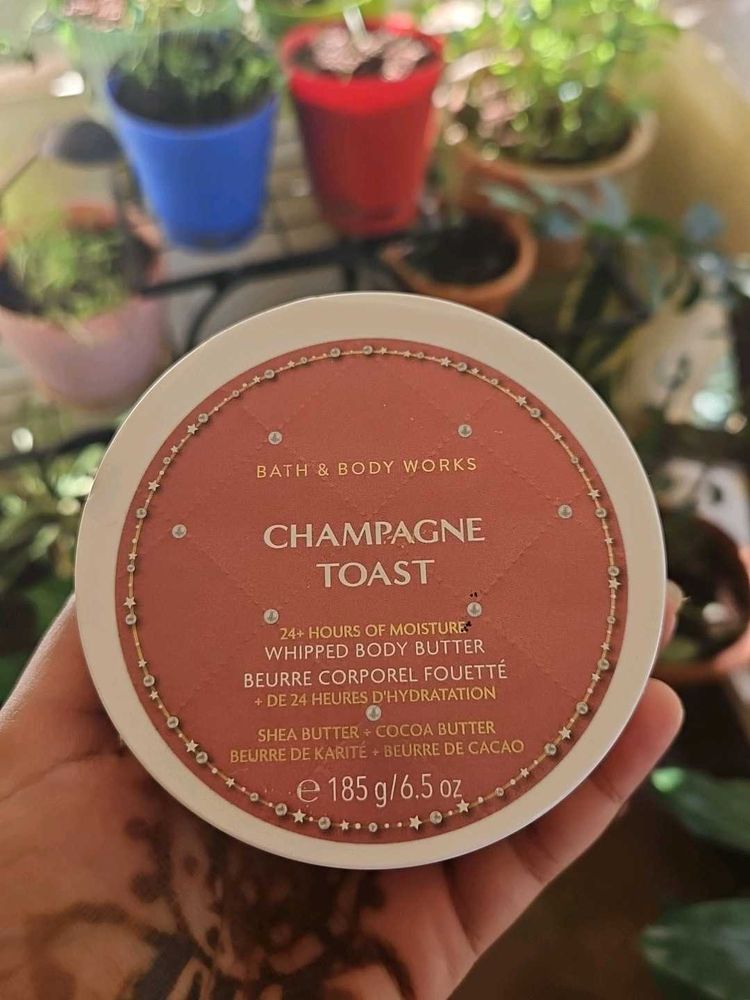 BATH & BODY WORKS
CHAMPAGNE
TOAST
24+ HOURS OF MOISTURE
WHIPPED BODY BUTTER
BEURRE CORPOREL FOUETTÉ
+ DE 24 HEURES D'HYDRATATION
SHEA BUTTER + COCOA BUTTER
BEURRE DE KARITÉ + BEURRE DE CACAO
℮ 185 g/6.5 oz